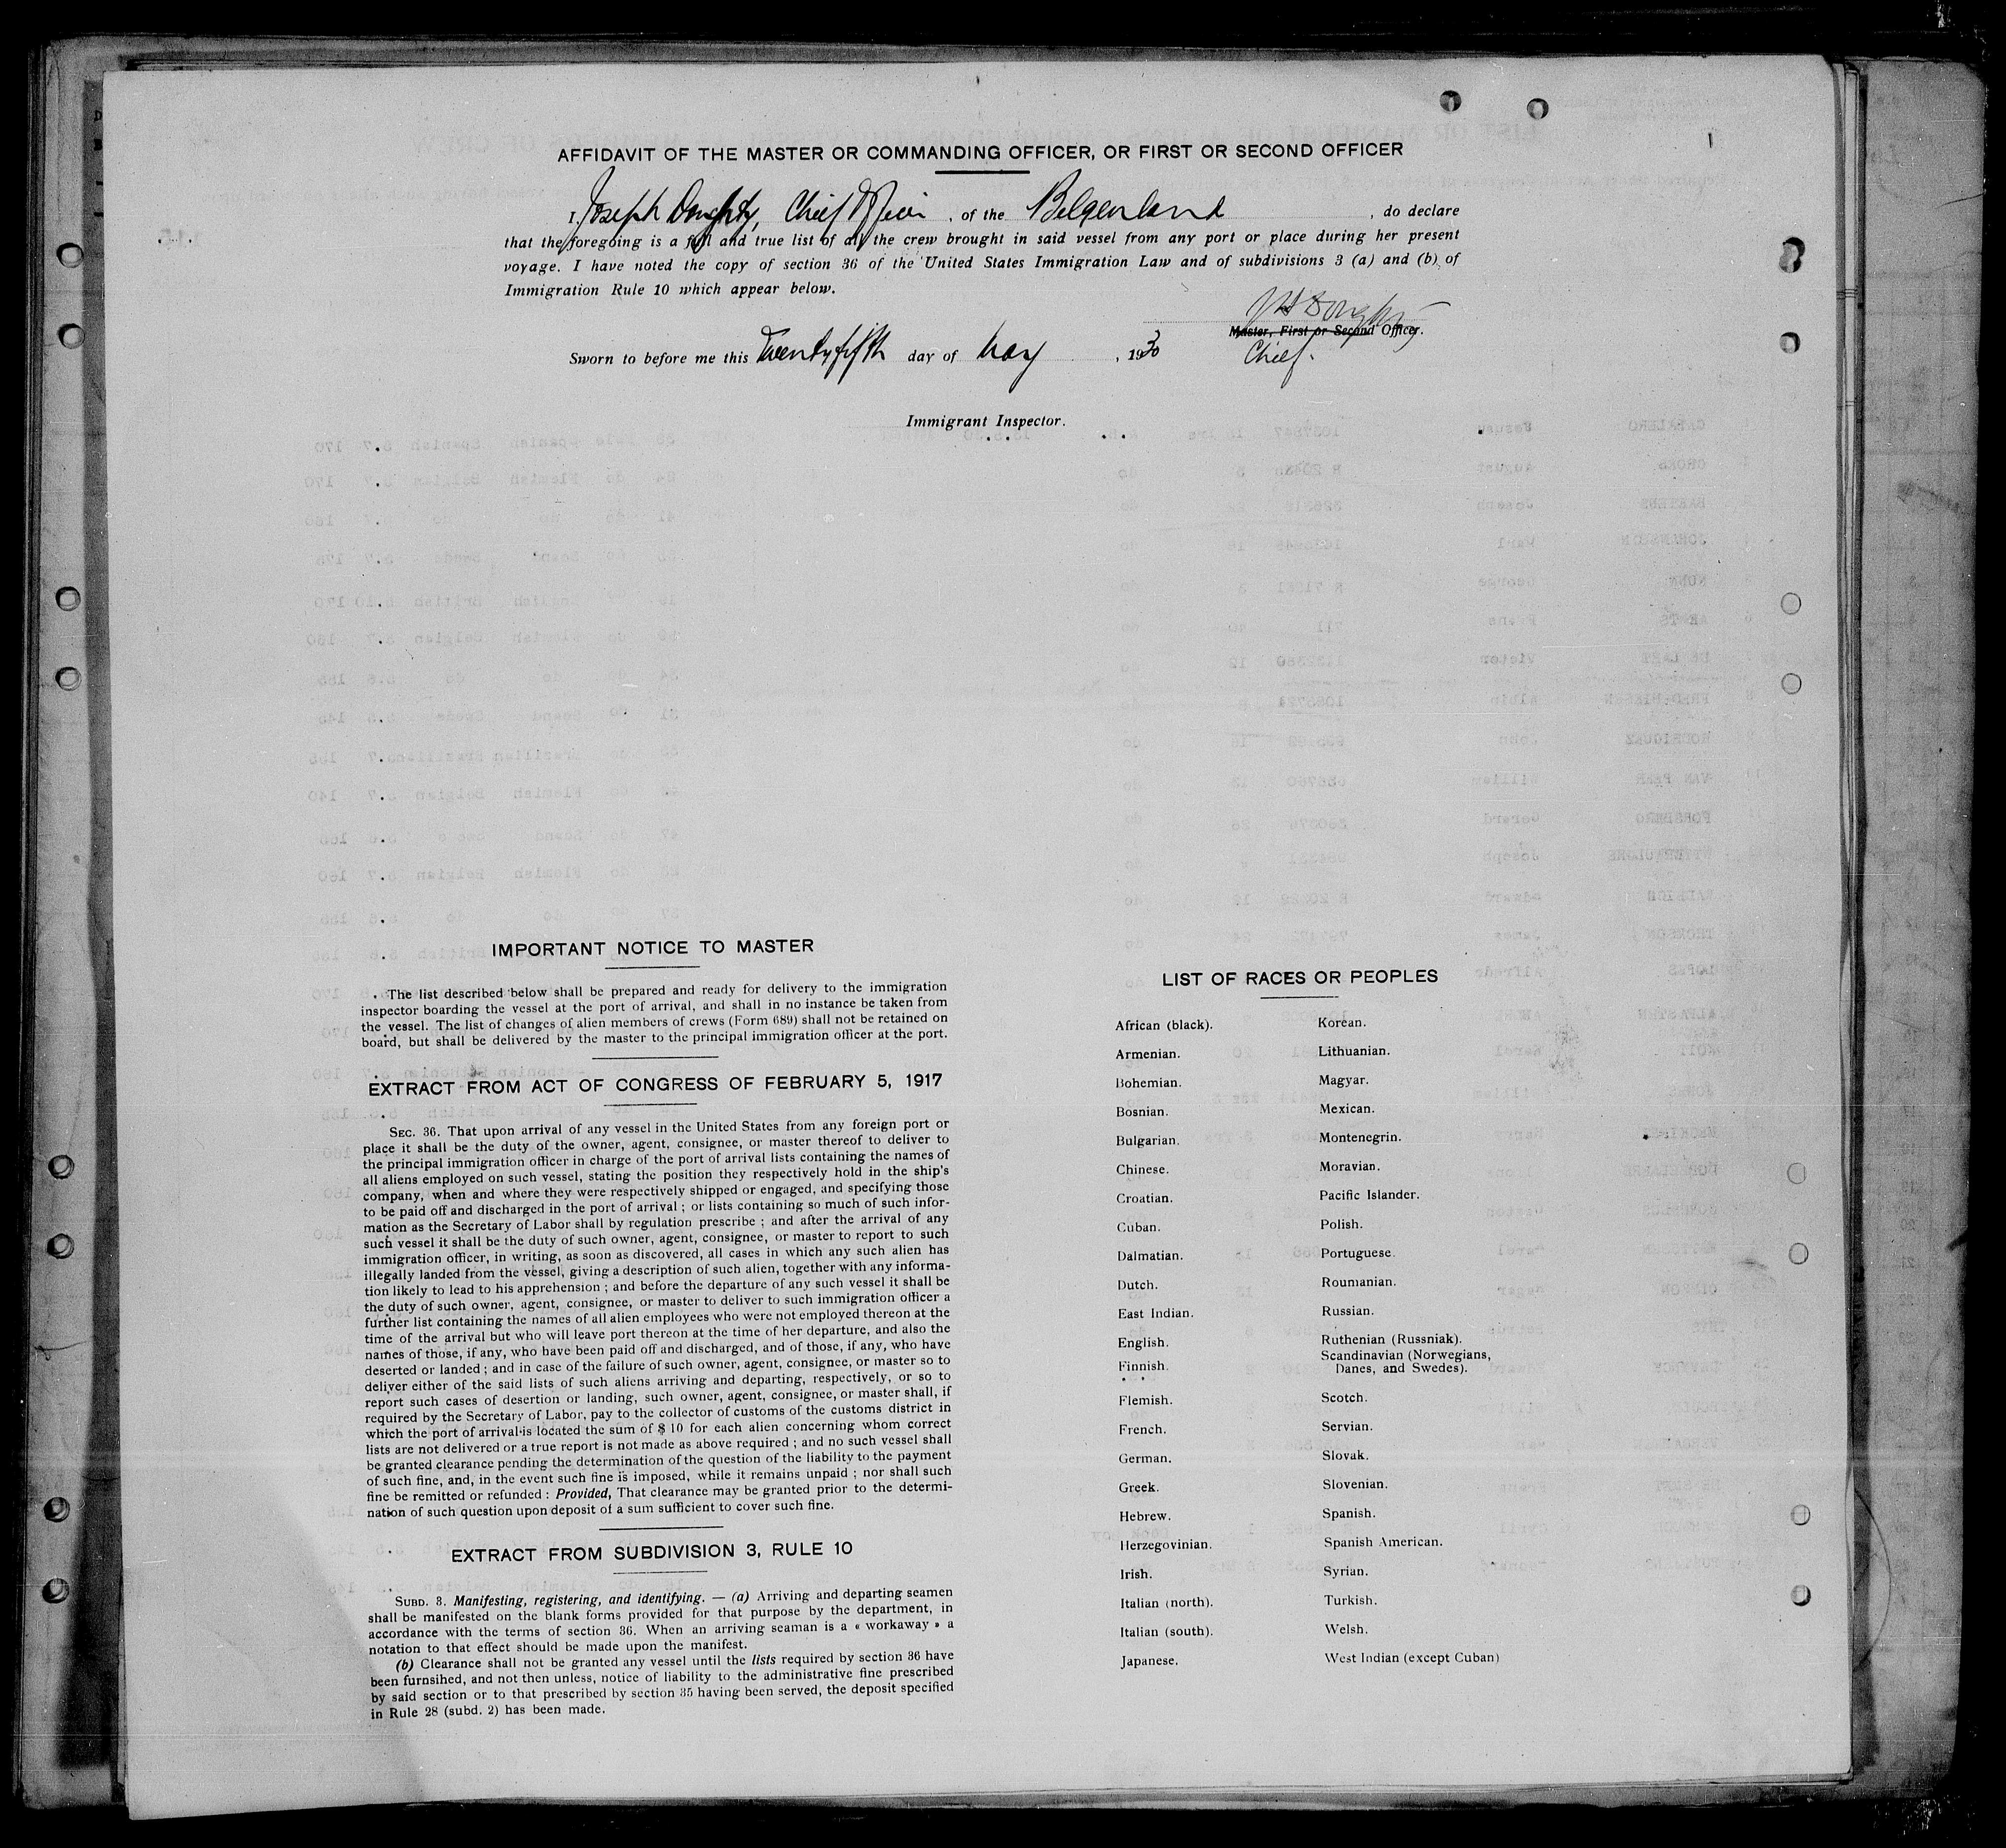 AFFIDAVIT OF THE MASTER OR COMMANDING OFFICER, OR FIRST OR SECOND OFFICER
I, Joseph Doughty, Chief Officer, of the Belgenland, do declare
that the foregoing is a full and true list of all the crew brought in said vessel from any port or place during her present
voyage. I have noted the copy of section 36 of the United States Immigration Law and of subdivisions 3 (a) and (b) of
Immigration Rule 10 which appear below.
Master, First or Second Officer.
Chief.
Sworn to before me this Twenty fifth day of May, 1930
Immigrant Inspector.
IMPORTANT NOTICE TO MASTER
The list described below shall be prepared and ready for delivery to the immigration
inspector boarding the vessel at the port of arrival, and shall in no instance be taken from
the vessel. The list of changes of alien members of crews (Form 689) shall not be retained on
board, but shall be delivered by the master to the principal immigration officer at the port.
EXTRACT FROM ACT OF CONGRESS OF FEBRUARY 5, 1917
SEC. 36. That upon arrival of any vessel in the United States from any foreign port or
place it shall be the duty of the owner, agent, consignee, or master thereof to deliver to
the principal immigration officer in charge of the port of arrival lists containing the names of
all aliens employed on such vessel, stating the position they respectively hold in the ship's
company, when and where they were respectively shipped or engaged, and specifying those
to be paid off and discharged in the port of arrival ; or lists containing so much of such infor-
mation as the Secretary of Labor shall by regulation prescribe ; and after the arrival of any
such vessel it shall be the duty of such owner, agent, consignee, or master to report to such
immigration officer, in writing, as soon as discovered, all cases in which any such alien has
illegally landed from the vessel, giving a description of such alien, together with any informa-
tion likely to lead to his apprehension ; and before the departure of any such vessel it shall be
the duty of such owner, agent, consignee, or master to deliver to such immigration officer a
further list containing the names of all alien employees who were not employed thereon at the
time of the arrival but who will leave port thereon at the time of her departure, and also the
names of those, if any, who have been paid off and discharged, and of those, if any, who have
deserted or landed ; and in case of the failure of such owner, agent, consignee, or master so to
deliver either of the said lists of such aliens arriving and departing, respectively, or so to
report such cases of desertion or landing, such owner, agent, consignee, or master shall, if
required by the Secretary of Labor, pay to the collector of customs of the customs district in
which the port of arrival is located the sum of $ 10 for each alien concerning whom correct
lists are not delivered or a true report is not made as above required ; and no such vessel shall
be granted clearance pending the determination of the question of the liability to the payment
of such fine, and, in the event such fine is imposed, while it remains unpaid ; nor shall such
fine be remitted or refunded : Provided, That clearance may be granted prior to the determi-
nation of such question upon deposit of a sum sufficient to cover such fine.
EXTRACT FROM SUBDIVISION 3, RULE 10
SUBD. 3. Manifesting, registering, and identifying. — (a) Arriving and departing seamen
shall be manifested on the blank forms provided for that purpose by the department, in
accordance with the terms of section 36. When an arriving seaman is a « workaway » a
notation to that effect should be made upon the manifest.
(b) Clearance shall not be granted any vessel until the lists required by section 36 have
been furnsihed, and not then unless, notice of liability to the administrative fine prescribed
by said section or to that prescribed by section 35 having been served, the deposit specified
in Rule 28 (subd. 2) has been made.
LIST OF RACES OR PEOPLES
African (black).
Armenian.
Bohemian.
Bosnian.
Bulgarian.
Chinese.
Croatian.
Cuban.
Dalmatian.
Dutch.
East Indian.
English.
Finnish.
Flemish.
French.
German.
Greek.
Hebrew.
Herzegovinian.
Irish.
Italian (north).
Italian (south).
Japanese.
Korean.
Lithuanian.
Magyar.
Mexican.
Montenegrin.
Moravian.
Pacific Islander.
Polish.
Portuguese.
Roumanian.
Russian.
Ruthenian (Russniak).
Scandinavian (Norwegians,
Danes, and Swedes).
Scotch.
Servian.
Slovak.
Slovenian.
Spanish.
Spanish American.
Syrian.
Turkish.
Welsh.
West Indian (except Cuban)